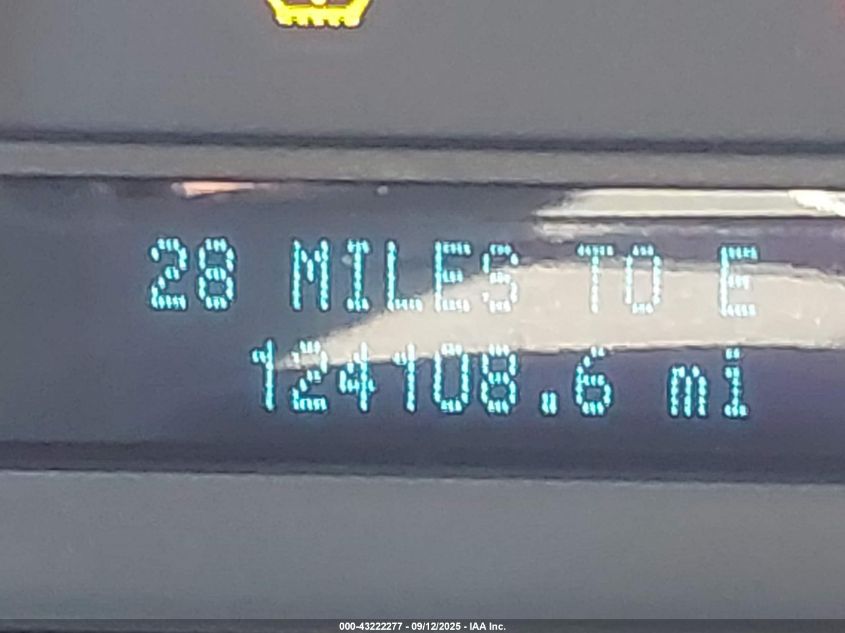 28 MILES TO E
124108.6 mi
000-43222277 - 09/12/2025 - IAA Inc.